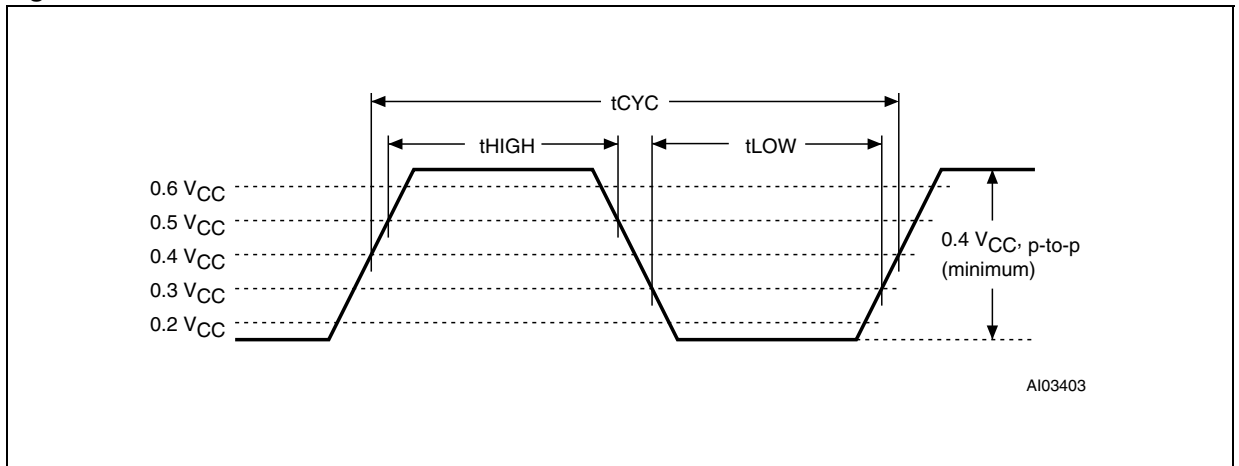 tCYC
tHIGH
tLOW
0.6 VCC
0.5 VCC
0.4 VCC
0.3 VCC
0.2 VCC
0.4 VCC, p-to-p
(minimum)
AI03403